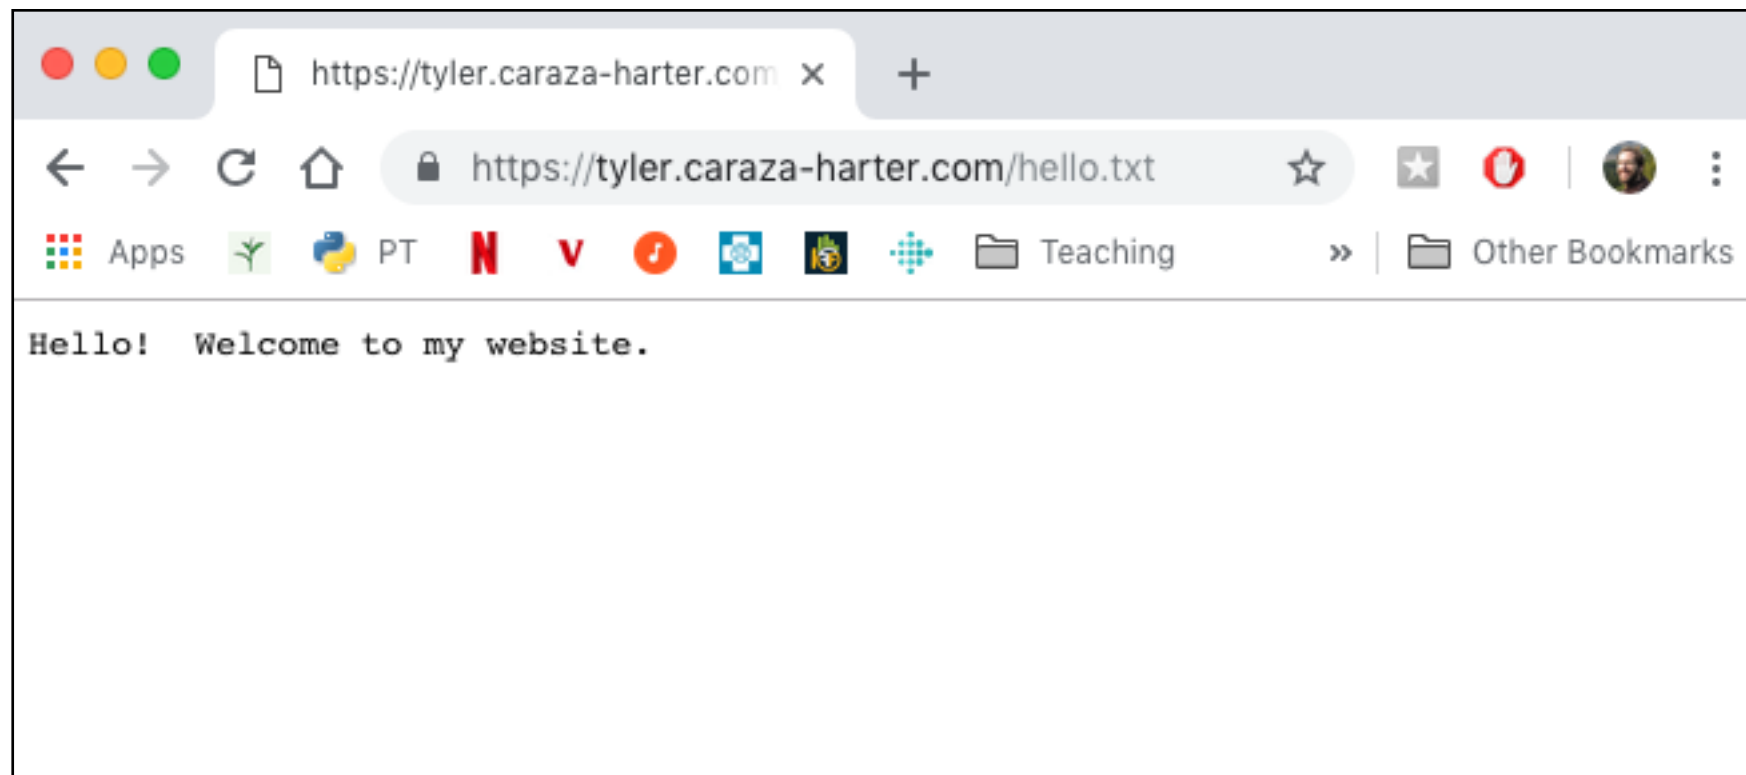 https://tyler.caraza-harter.com
https://tyler.caraza-harter.com/hello.txt
Apps PT N V Teaching » Other Bookmarks
Hello!  Welcome to my website.